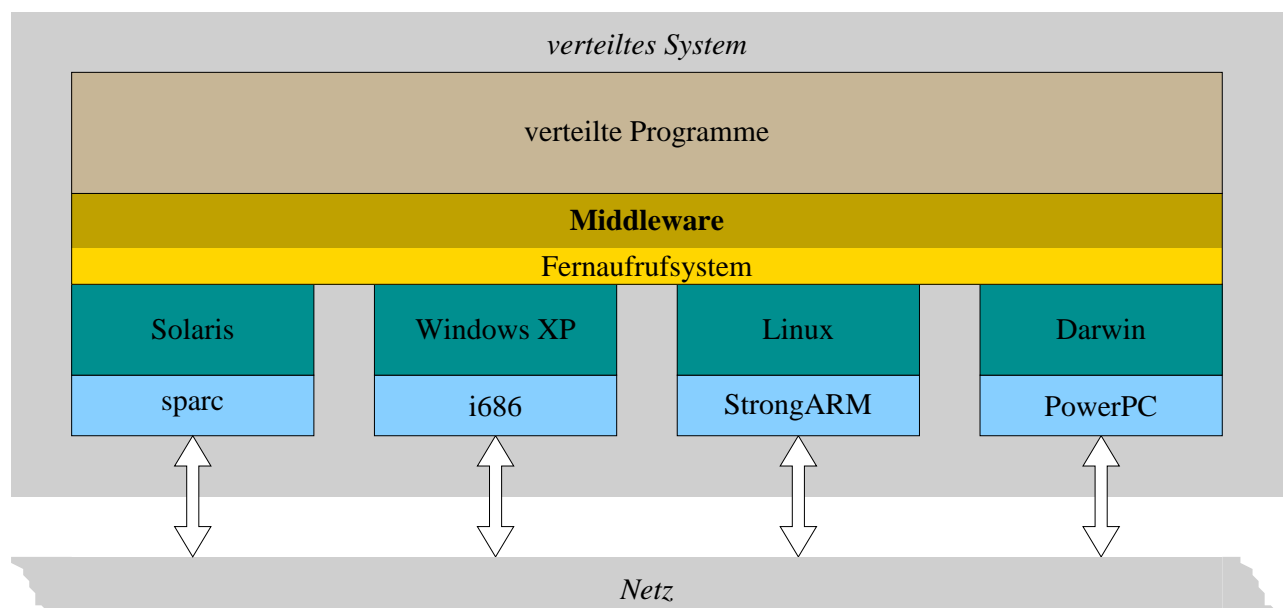 verteiltes System
verteilte Programme
Middleware
Fernaufrufsystem
Solaris Windows XP Linux Darwin
sparc i686 StrongARM PowerPC
Netz